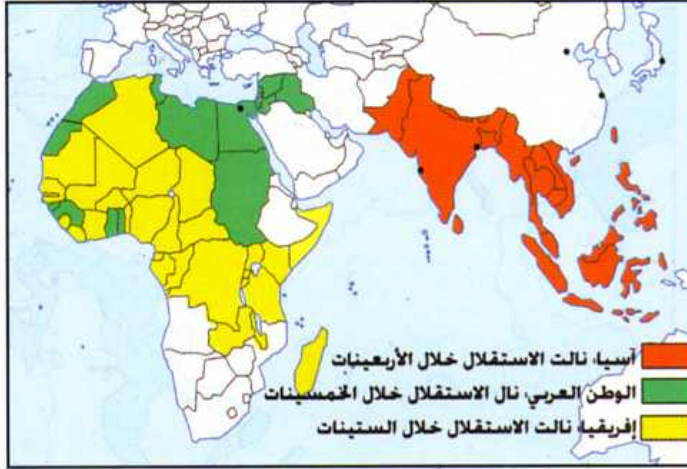 آسيا، نالت الاستقلال خلال الأربعينات
الوطن العربي، نال الاستقلال خلال الخمسينات
إفريقيا، نالت الاستقلال خلال الستينات